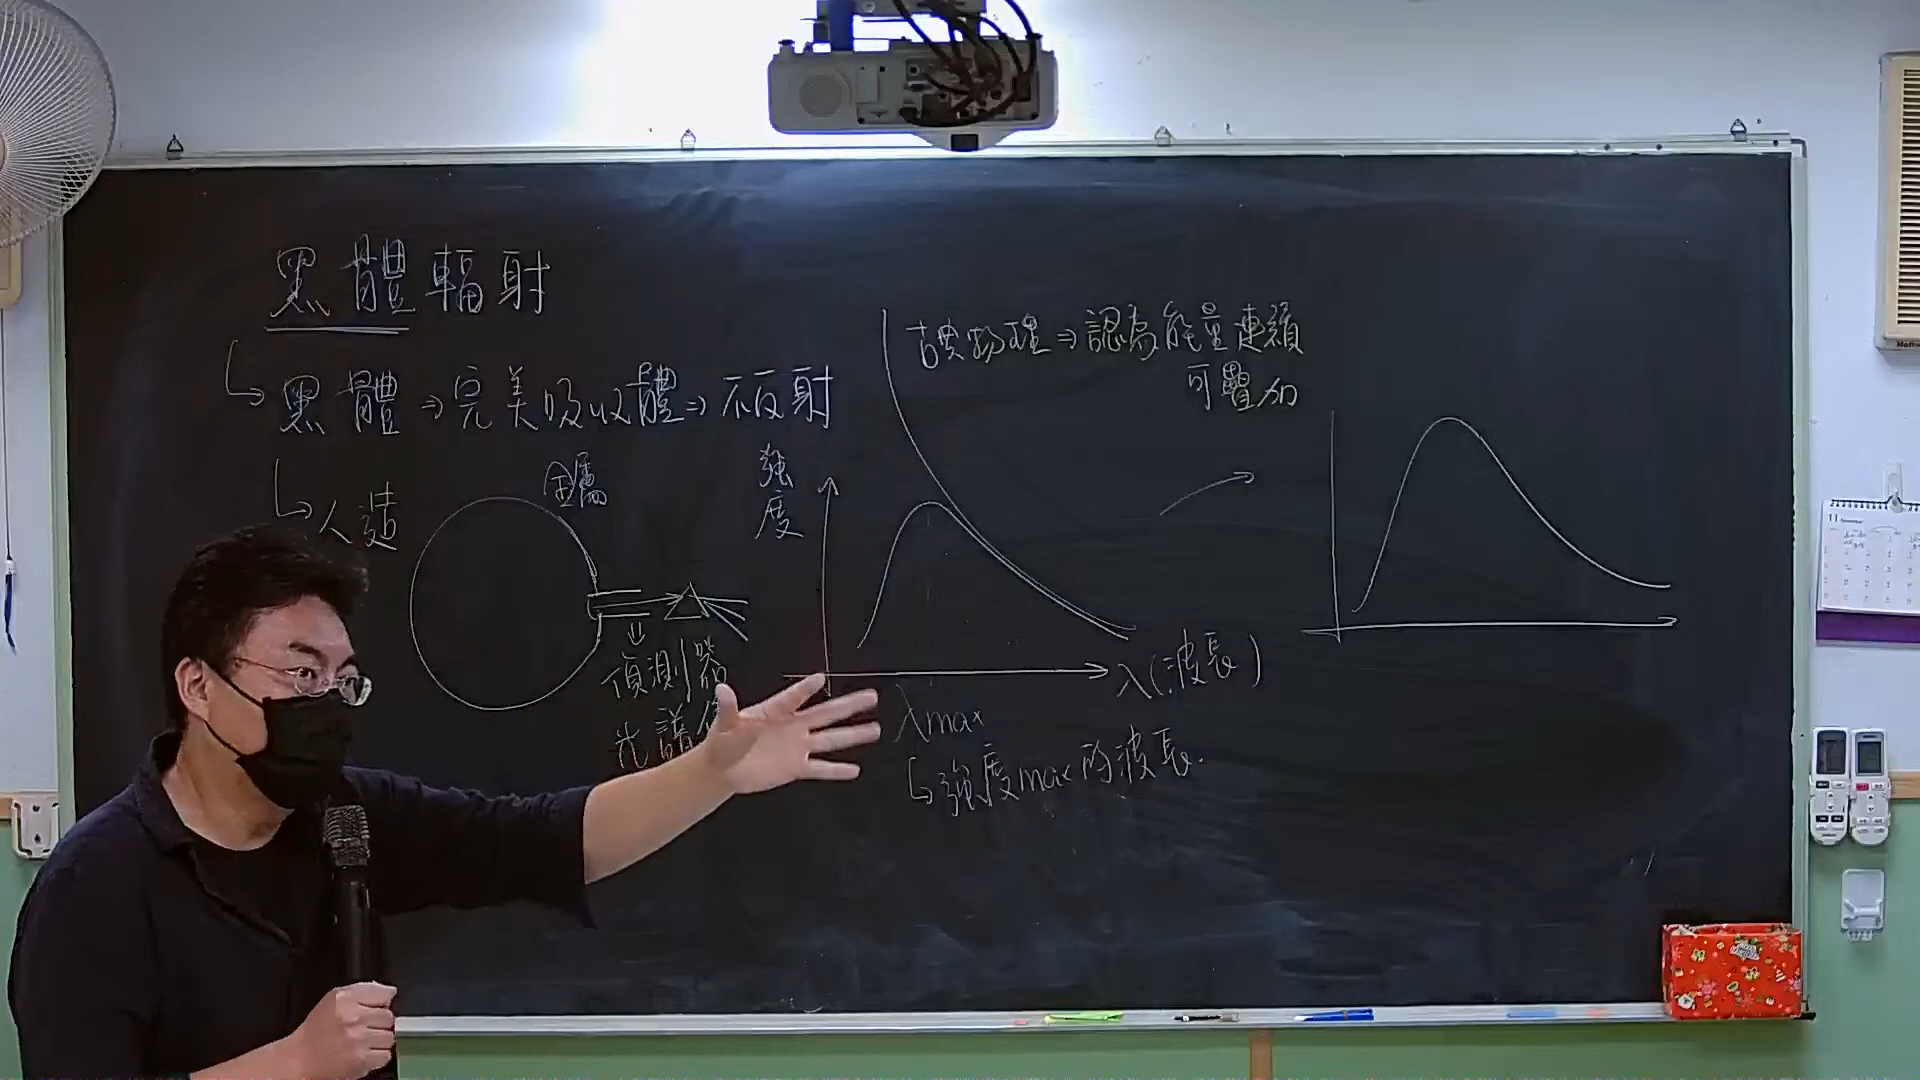 黑體輻射
黑體⇒完美吸收體⇒不反射
人造
金屬
偵測器
光譜
強度
古典物理⇒認為能量連續
可疊加
λ(波長)
λmax
強度max的波長.
11